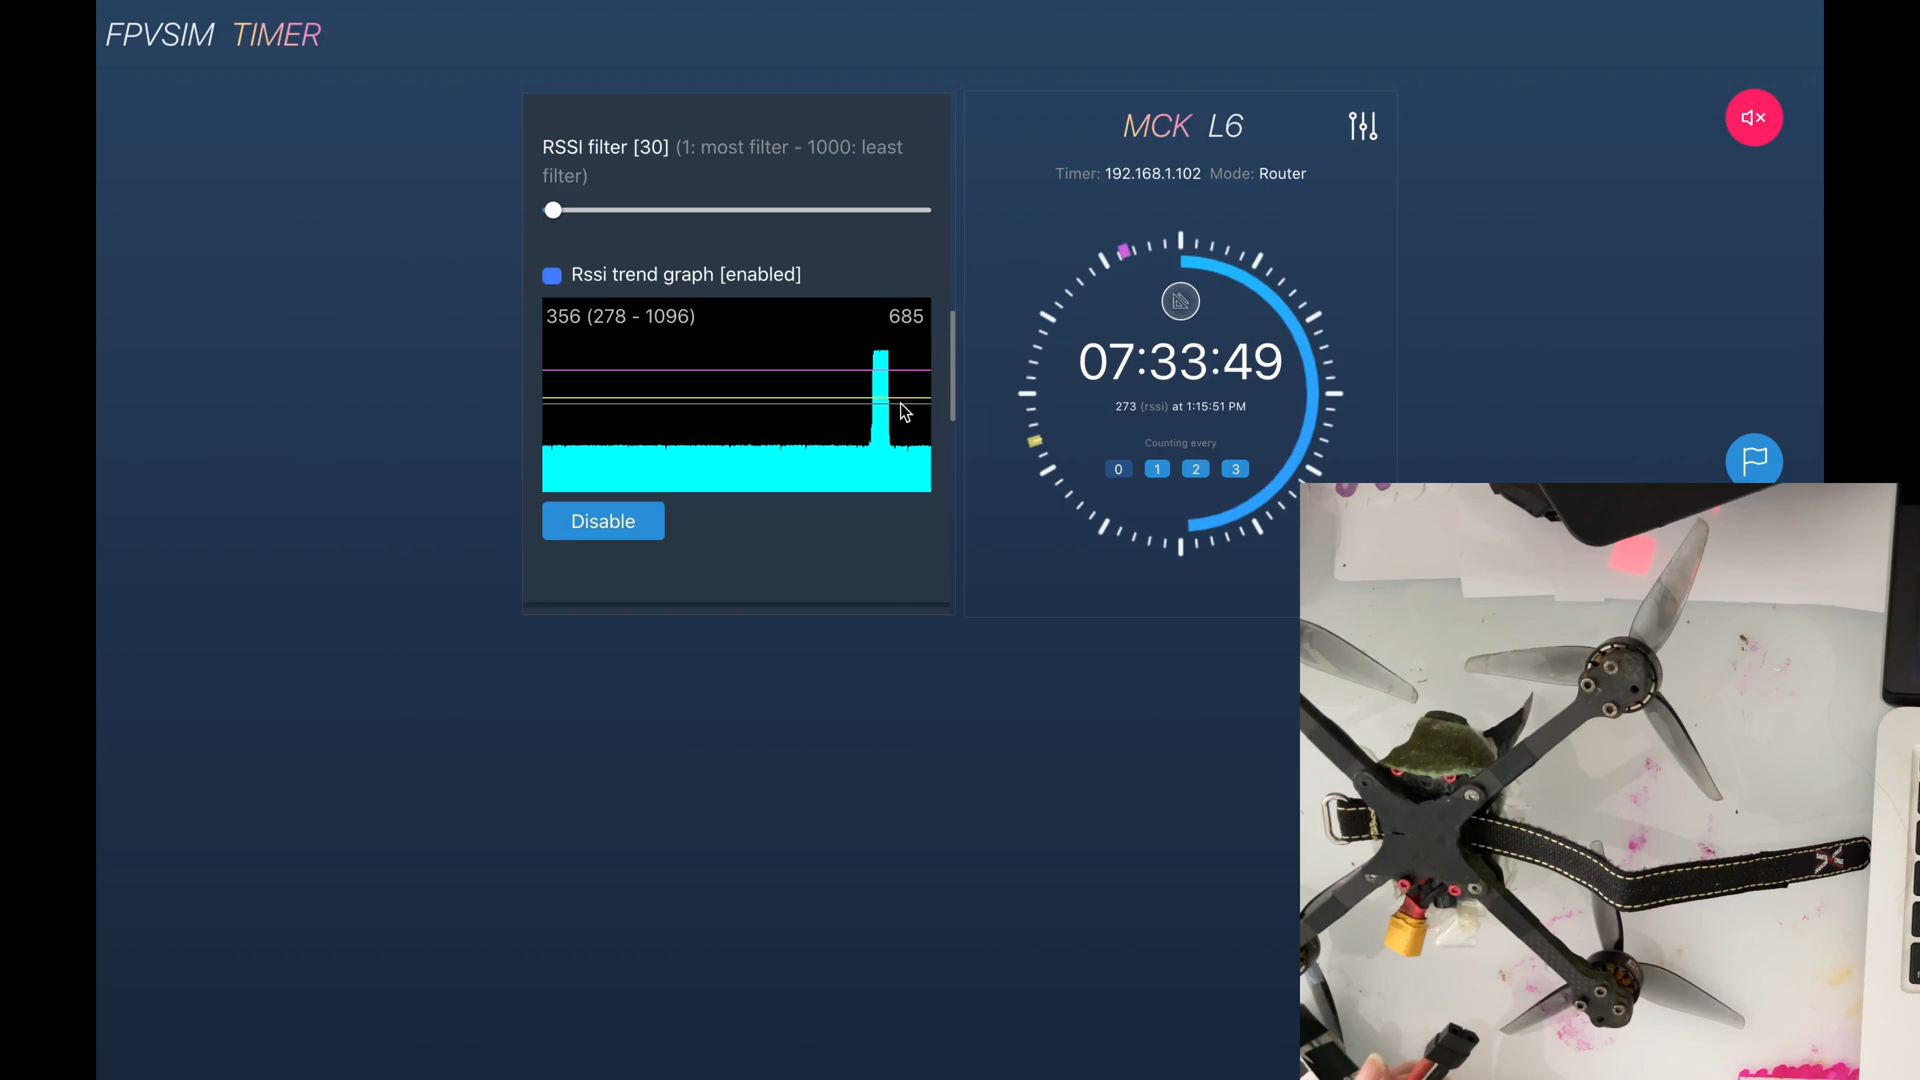 FPVSIM TIMER
RSSI filter [30] (1: most filter - 1000: least
filter)
Rssi trend graph [enabled]
356 (278 - 1096)
685
Disable
MCK L6
Timer: 192.168.1.102 Mode: Router
07:33:49
273 (rssi) at 1:15:51 PM
Counting every
0 1 2 3